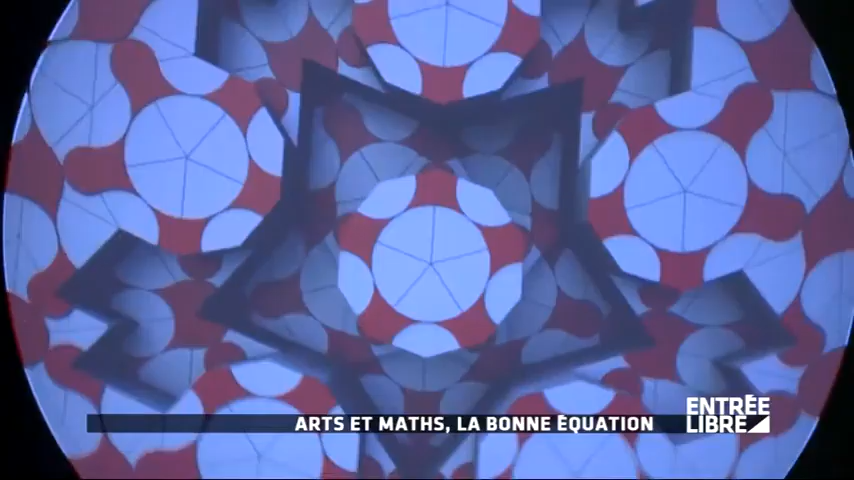 ARTS ET MATHS, LA BONNE ÉQUATION
ENTRÉE
LIBRE